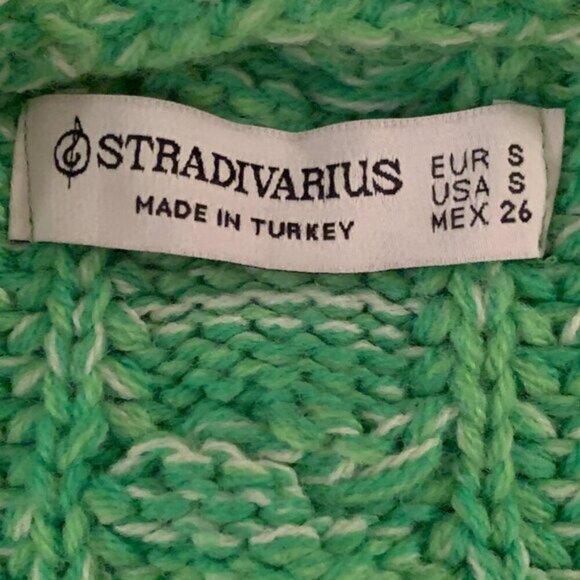 STRADIVARIUS
MADE IN TURKEY
EUR S
USA S
MEX 26